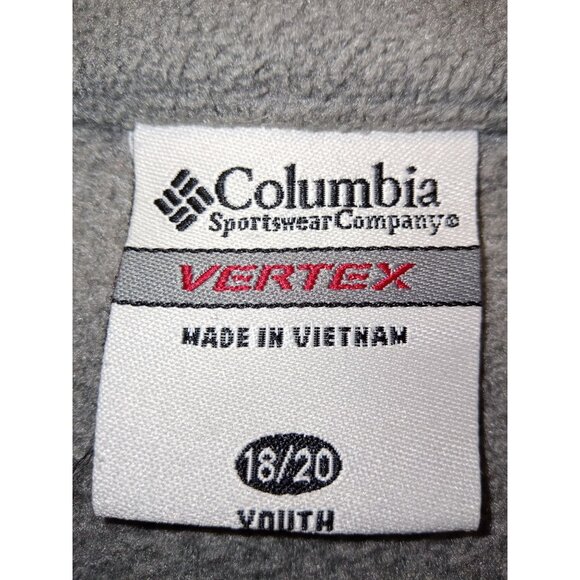 Columbia
Sportswear Company®
VERTEX
MADE IN VIETNAM
18/20
YOUTH